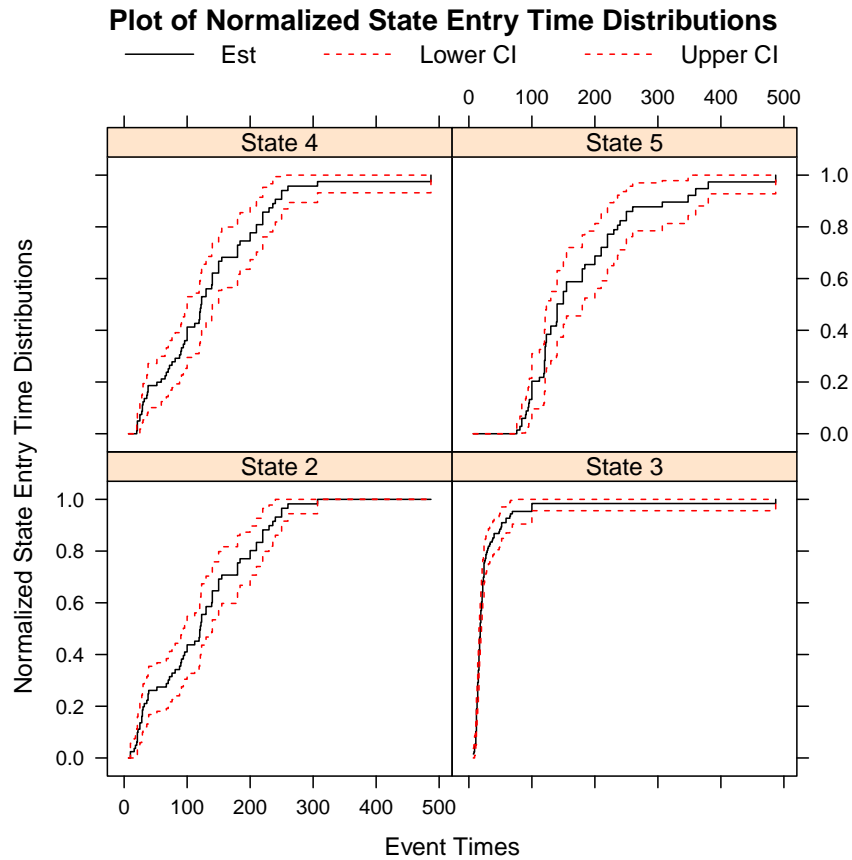 Plot of Normalized State Entry Time Distributions
Est Lower CI Upper CI
0 100 200 300 400 500
State 4 State 5
1.0
0.8
0.6
0.4
0.2
0.0
Normalized State Entry Time Distributions
State 2 State 3
1.0
0.8
0.6
0.4
0.2
0.0
0 100 200 300 400 500
Event Times